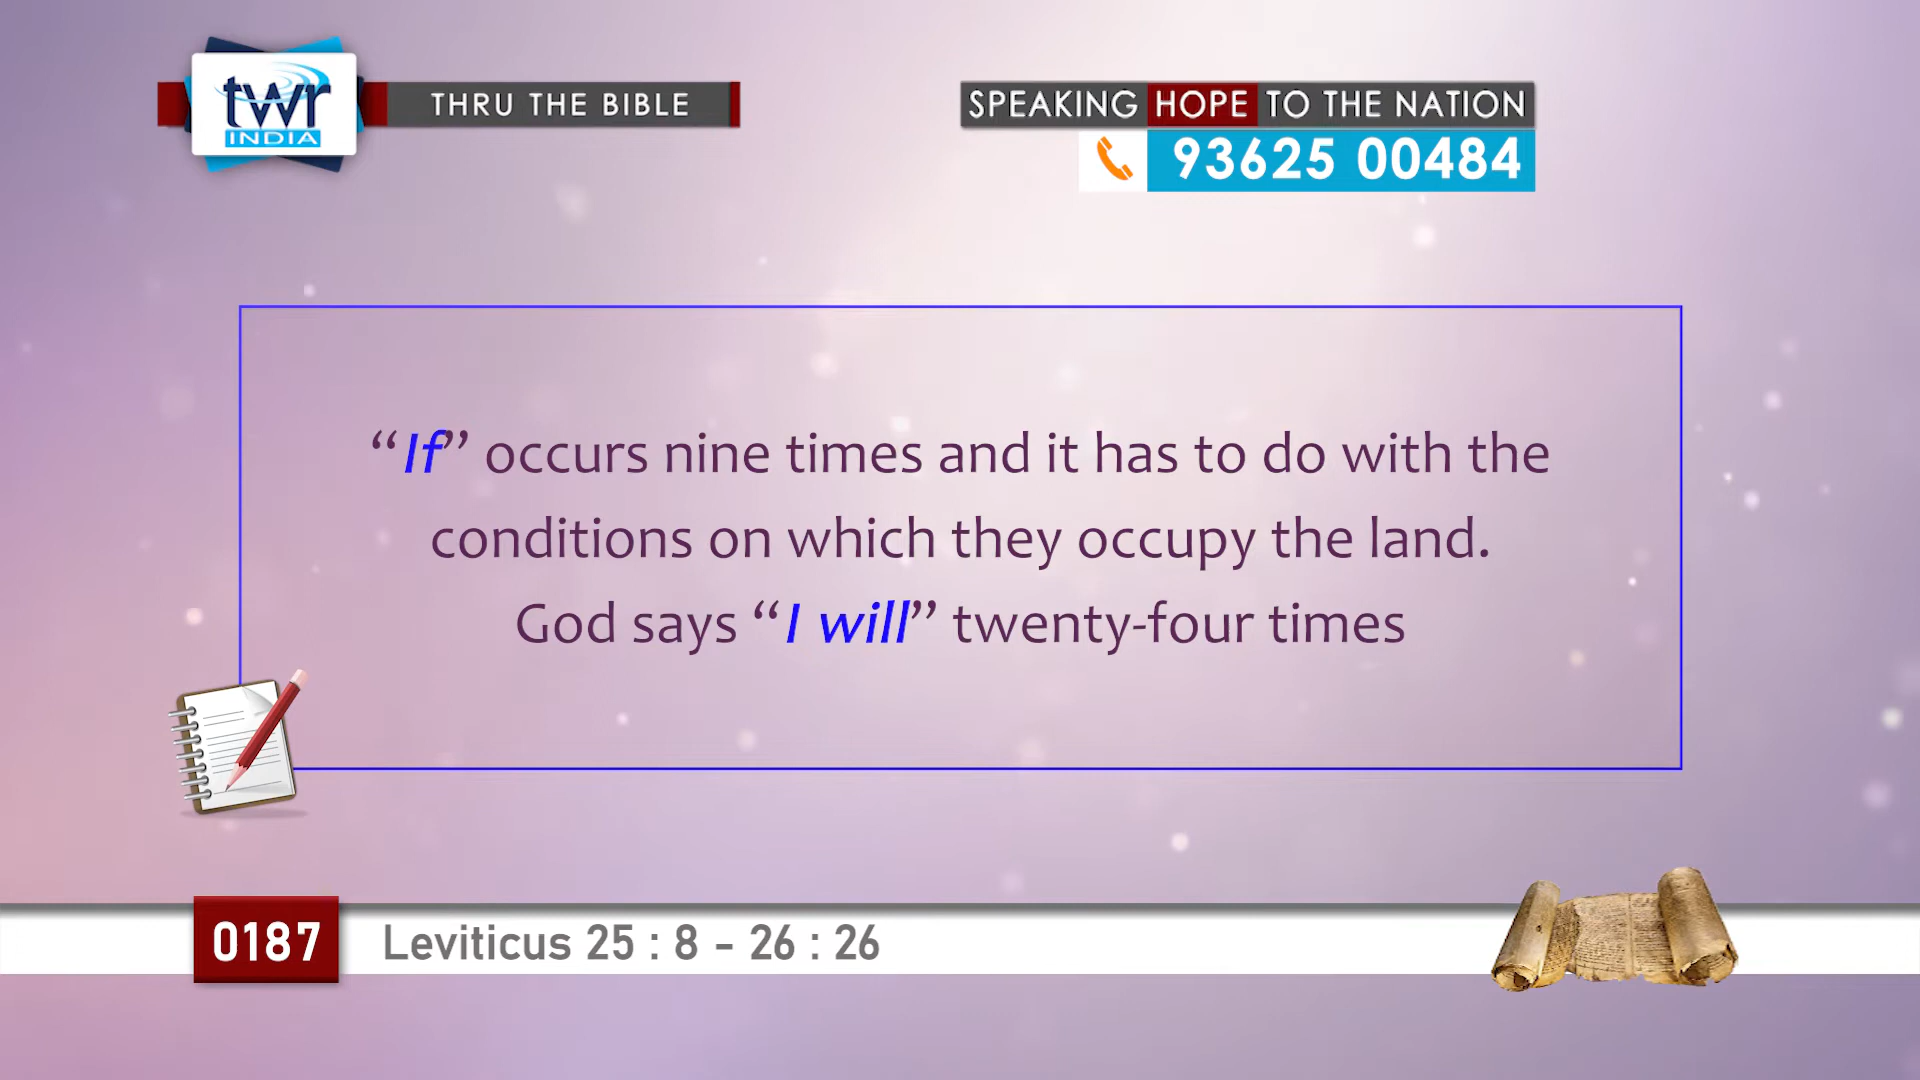 twr
INDIA
THRU THE BIBLE
SPEAKING HOPE TO THE NATION
93625 00484
“If” occurs nine times and it has to do with the
conditions on which they occupy the land.
God says “I will” twenty-four times
0187
Leviticus 25 : 8 - 26 : 26